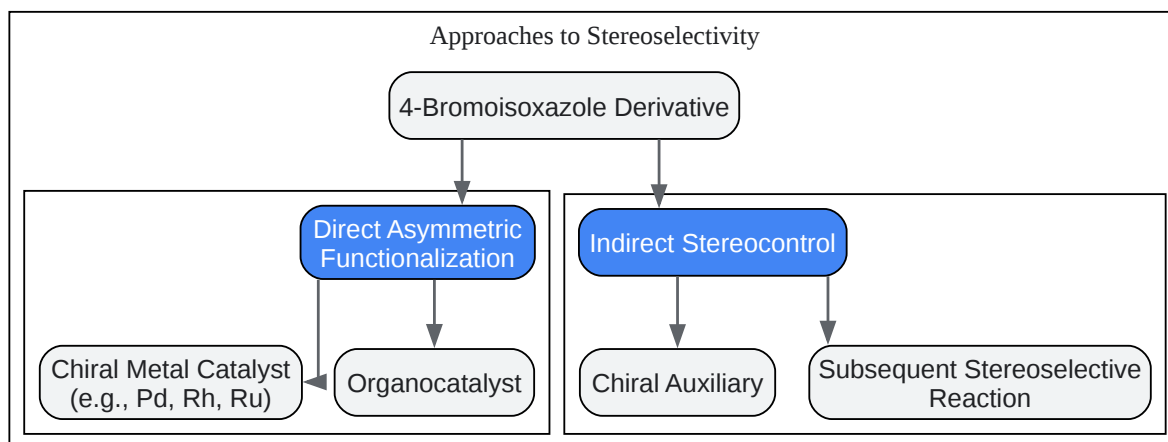 Approaches to Stereoselectivity
4-Bromoisoxazole Derivative
Direct Asymmetric
Functionalization
Indirect Stereocontrol
Chiral Metal Catalyst
(e.g., Pd, Rh, Ru)
Organocatalyst
Chiral Auxiliary
Subsequent Stereoselective
Reaction